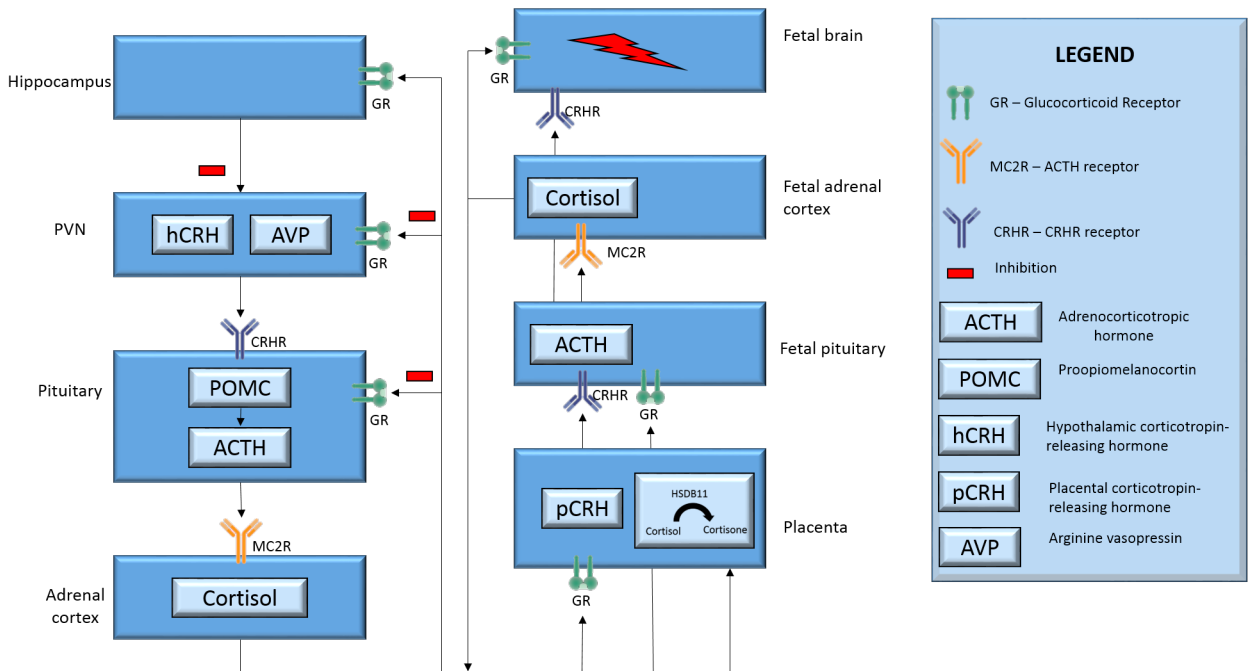 Hippocampus
GR
PVN
hCRH
AVP
GR
CRHR
Pituitary
POMC
ACTH
GR
MC2R
Adrenal
cortex
Cortisol
Fetal brain
GR
CRHR
Fetal adrenal
cortex
Cortisol
MC2R
Fetal pituitary
ACTH
CRHR
GR
Placenta
pCRH
HSDB11
Cortisol
Cortisone
GR
LEGEND
GR – Glucocorticoid Receptor
MC2R – ACTH receptor
CRHR – CRHR receptor
Inhibition
ACTH
Adrenocorticotropic
hormone
POMC
Proopiomelanocortin
hCRH
Hypothalamic corticotropin-
releasing hormone
pCRH
Placental corticotropin-
releasing hormone
AVP
Arginine vasopressin